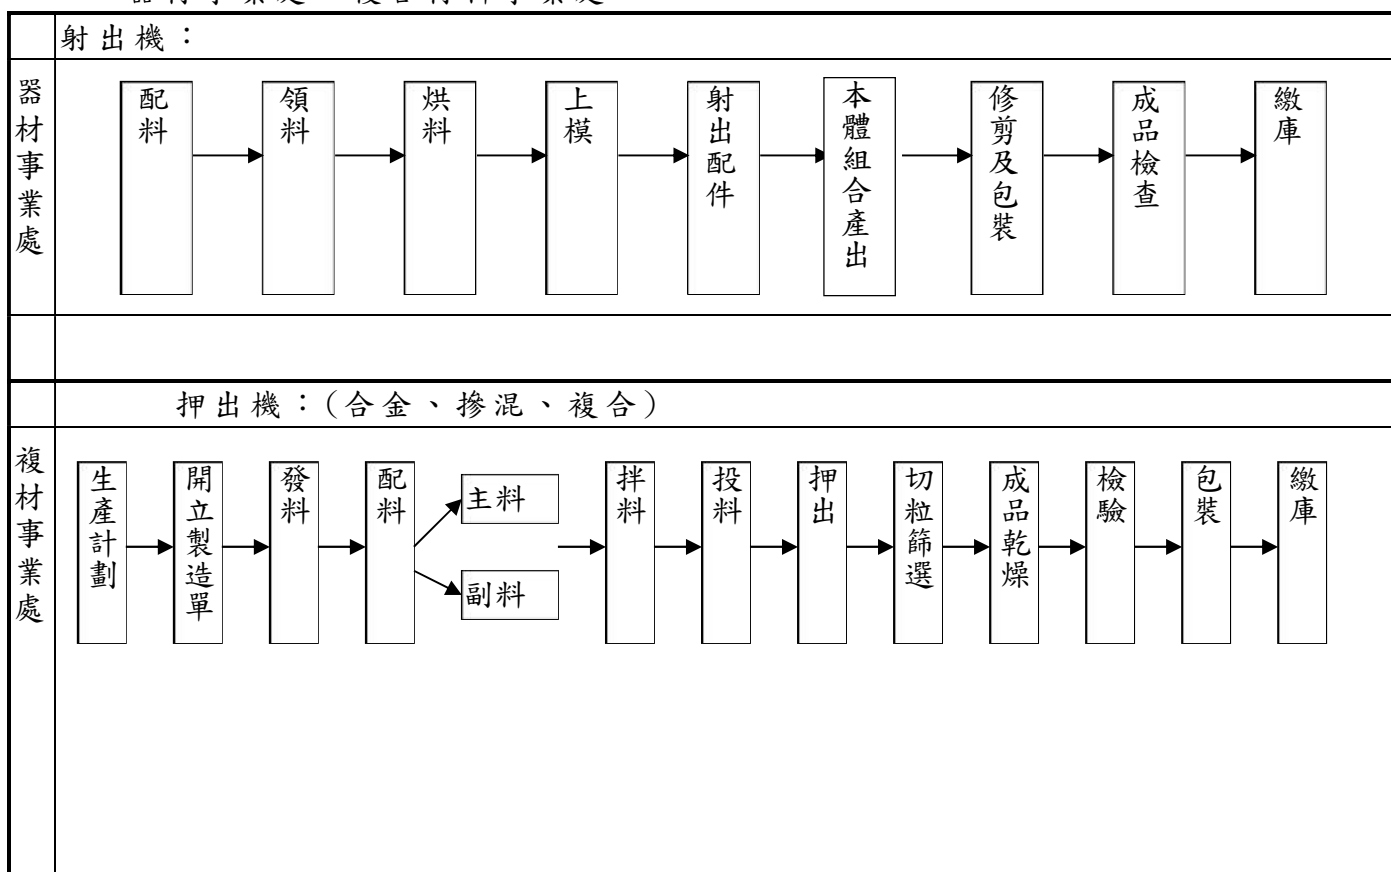 射出機：
器材事業處
配料
領料
烘料
上模
射出配件
本體組合產出
修剪及包裝
成品檢查
繳庫
押出機：(合金、摻混、複合)
複材事業處
生產計劃
開立製造單
發料
配料
主料
副料
拌料
投料
押出
切粒篩選
成品乾燥
檢驗
包裝
繳庫